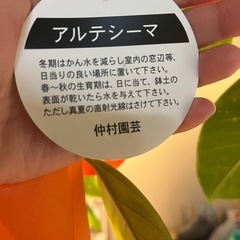 アルテシーマ
冬期はかん水を減らし室内の窓辺等、
日当りの良い場所に置いて下さい。
春～秋の生育期は、日に当て、鉢土の
表面が乾いたら水を与えて下さい。
ただし真夏の直射光線はさけて下さい。
仲村園芸